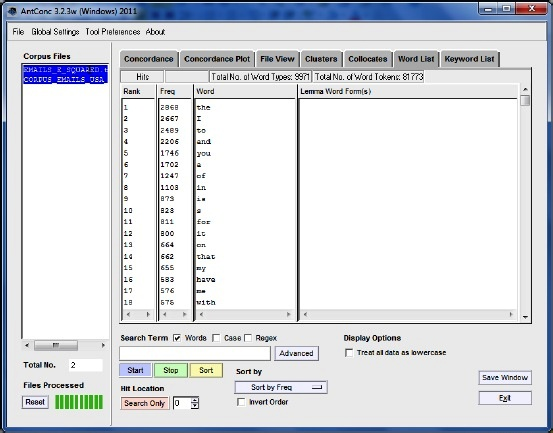 AntConc 3.2.3w (Windows) 2011
File Global Settings Tool Preferences About
Corpus Files
EMAILS_E_SQUARED.t
CORPUS_EMAILS_USA_
Concordance Concordance Plot File View Clusters Collocates Word List Keyword List
Hits Total No. of Word Types: 9971 Total No. of Word Tokens: 81773
Rank Freq Word Lemma Word Form(s)
1 2868 the
2 2667 I
3 2489 to
4 2206 and
5 1746 you
6 1702 a
7 1247 of
8 1103 in
9 873 is
10 828 s
11 811 for
12 800 it
13 664 on
14 662 that
15 655 my
16 583 have
17 576 me
18 575 with
Search Term Words Case Regex
Advanced
Start Stop Sort
Display Options
Treat all data as lowercase
Total No. 2
Files Processed
Reset
Hit Location
Search Only 0
Sort by
Sort by Freq
Invert Order
Save Window
Exit